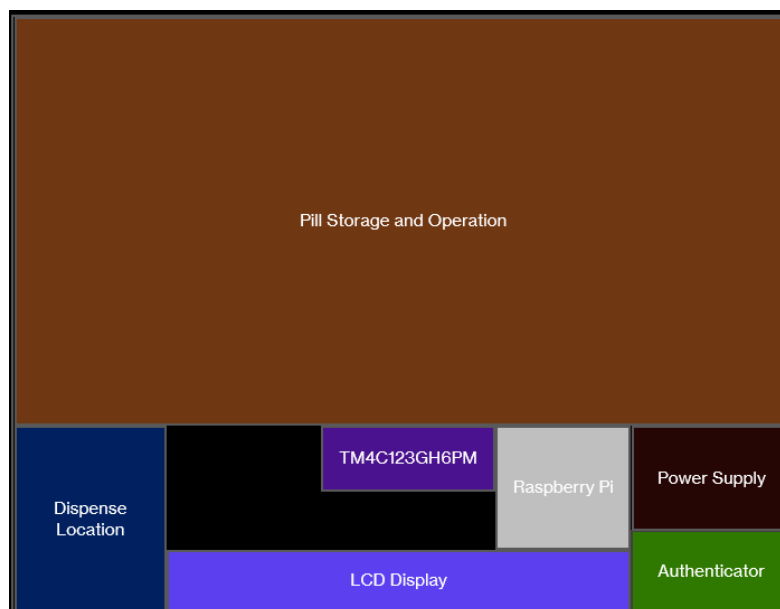 Pill Storage and Operation
TM4C123GH6PM
Raspberry Pi
Power Supply
Dispense
Location
LCD Display
Authenticator